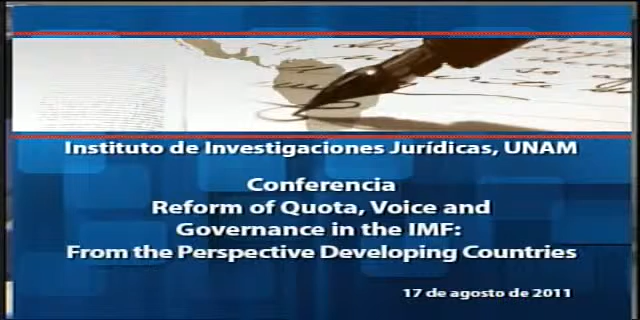 Instituto de Investigaciones Jurídicas, UNAM
Conferencia
Reform of Quota, Voice and
Governance in the IMF:
From the Perspective Developing Countries
17 de agosto de 2011